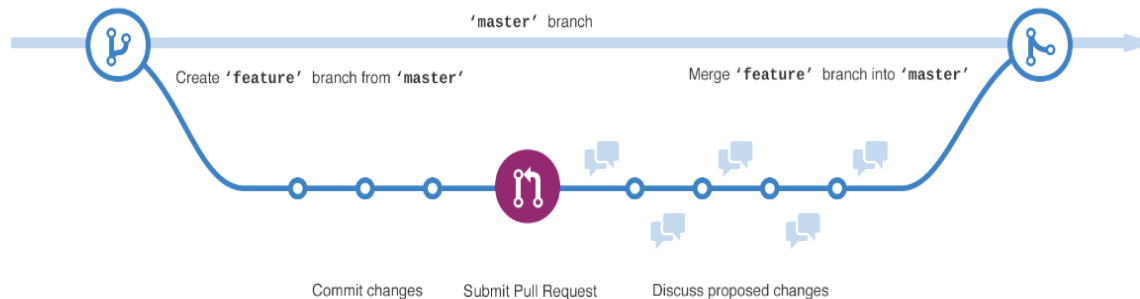 ‘master’ branch
Create ‘feature’ branch from ‘master’
Merge ‘feature’ branch into ‘master’
Commit changes
Submit Pull Request
Discuss proposed changes